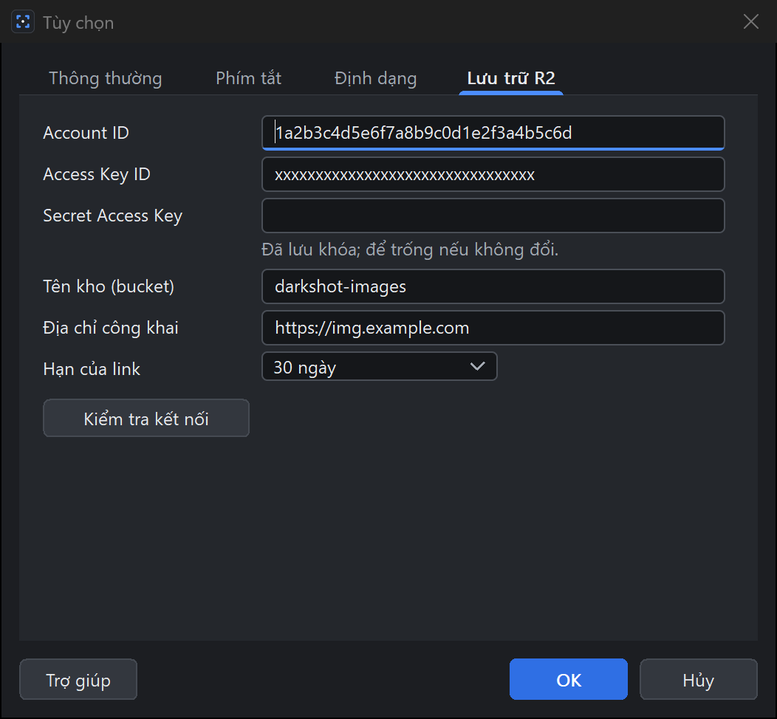 Tùy chọn
Thông thường Phím tắt Định dạng Lưu trữ R2
Account ID 1a2b3c4d5e6f7a8b9c0d1e2f3a4b5c6d
Access Key ID xxxxxxxxxxxxxxxxxxxxxxxxxxxxxxxx
Secret Access Key
Đã lưu khóa; để trống nếu không đổi.
Tên kho (bucket) darkshot-images
Địa chỉ công khai https://img.example.com
Hạn của link 30 ngày
Kiểm tra kết nối
Trợ giúp OK Hủy